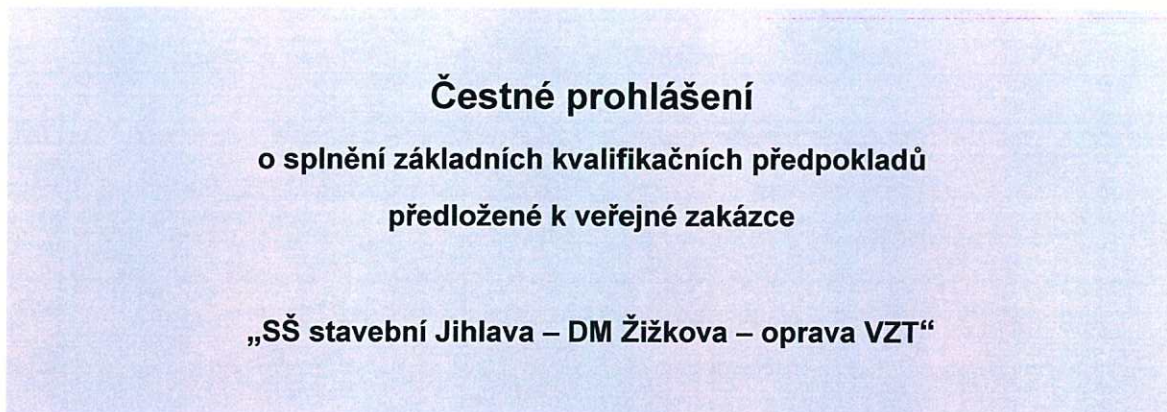 Čestné prohlášení
o splnění základních kvalifikačních předpokladů
předložené k veřejné zakázce
„SŠ stavební Jihlava – DM Žižkova – oprava VZT“